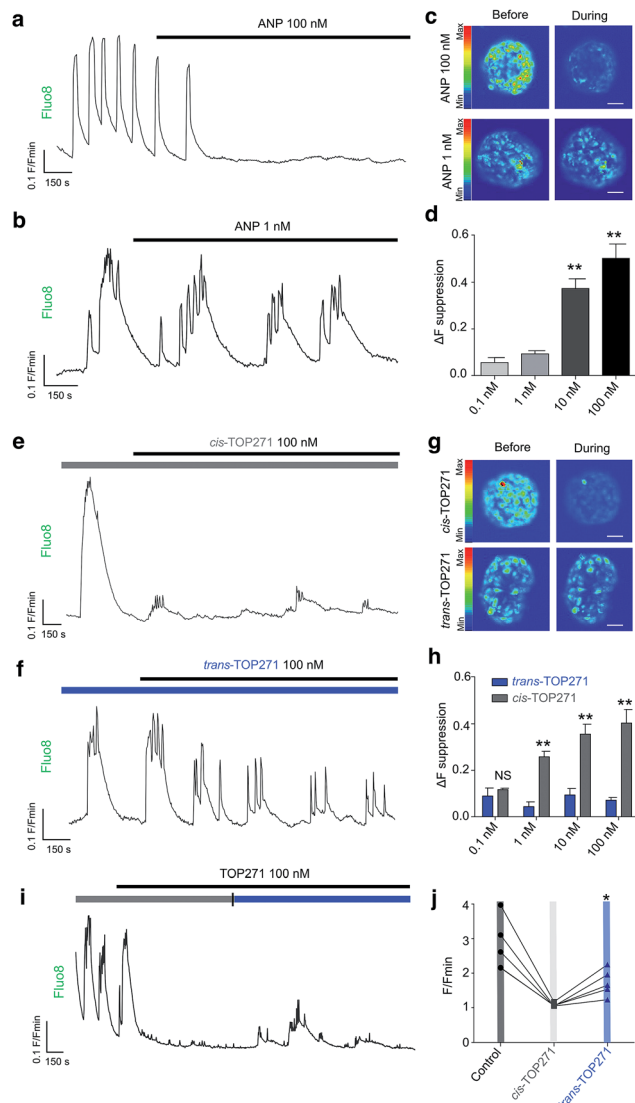 a
ANP 100 nM
Fluo8
0.1 F/Fmin
150 s
b
ANP 1 nM
Fluo8
0.1 F/Fmin
150 s
c
Before
During
Max
Min
ANP 100 nM
Max
Min
ANP 1 nM
d
ΔF suppression
0.6
0.4
0.2
0.0
**
**
0.1 nM
1 nM
10 nM
100 nM
e
cis-TOP271 100 nM
Fluo8
0.1 F/Fmin
150 s
f
trans-TOP271 100 nM
Fluo8
0.1 F/Fmin
150 s
g
Before
During
Max
Min
cis-TOP271
Max
Min
trans-TOP271
h
ΔF suppression
0.6
0.4
0.2
0.0
trans-TOP271
cis-TOP271
NS
**
**
**
0.1 nM
1 nM
10 nM
100 nM
i
TOP271 100 nM
Fluo8
0.1 F/Fmin
150 s
j
F/Fmin
4
3
2
1
0
*
Control
cis-TOP271
trans-TOP271